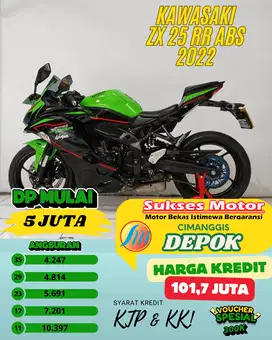 KAWASAKI
ZX 25 RR ABS
2022
DP MULAI
5 JUTA
ANGSURAN
35 4.247
29 4.814
23 5.691
17 7.201
11 10.397
Sukses Motor
Motor Bekas Istimewa Bergaransi
CIMANGGIS
DEPOK
HARGA KREDIT
101,7 JUTA
SYARAT KREDIT
KTP & KK!
VOUCHER
SPESIAL
300K